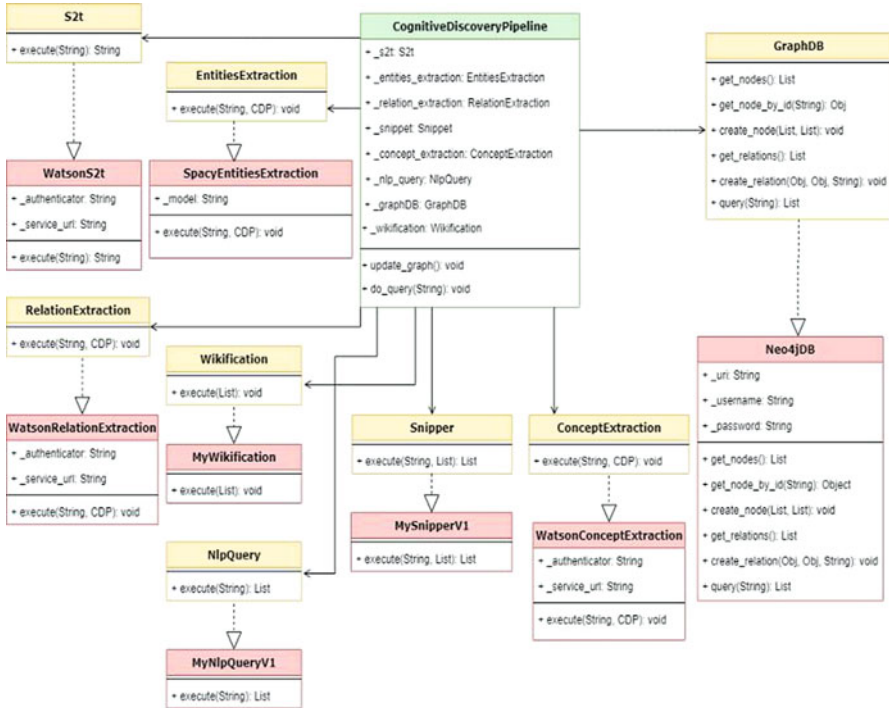 S2t
+ execute(String): String
WatsonS2t
+ _authenticator: String
+ _service_url: String
+ execute(String): String
EntitiesExtraction
+ execute(String, CDP): void
SpacyEntitiesExtraction
+ _model: String
+ execute(String, CDP): void
CognitiveDiscoveryPipeline
+ _s2t: S2t
+ _entities_extraction: EntitiesExtraction
+ _relation_extraction: RelationExtraction
+ _snippet: Snippet
+ _concept_extraction: ConceptExtraction
+ _nlp_query: NlpQuery
+ _graphDB: GraphDB
+ _wikification: Wikification
+ update_graph(): void
+ do_query(String): void
GraphDB
+ get_nodes(): List
+ get_node_by_id(String): Obj
+ create_node(List, List): void
+ get_relations(): List
+ create_relation(Obj, Obj, String): void
+ query(String): List
RelationExtraction
+ execute(String, CDP): void
WatsonRelationExtraction
+ _authenticator: String
+ _service_url: String
+ execute(String, CDP): void
Wikification
+ execute(List): void
MyWikification
+ execute(List): void
NlpQuery
+ execute(String): List
MyNlpQueryV1
+ execute(String): List
Snipper
+ execute(String, List): List
MySnipperV1
+ execute(String, List): List
ConceptExtraction
+ execute(String, CDP): void
WatsonConceptExtraction
+ _authenticator: String
+ _service_url: String
+ execute(String, CDP): void
Neo4jDB
+ _uri: String
+ _username: String
+ _password: String
+ get_nodes(): List
+ get_node_by_id(String): Object
+ create_node(List, List): void
+ get_relations(): List
+ create_relation(Obj, Obj, String): void
+ query(String): List